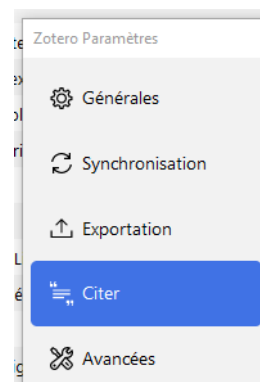 Zotero Paramètres
Générales
Synchronisation
Exportation
Citer
Avancées